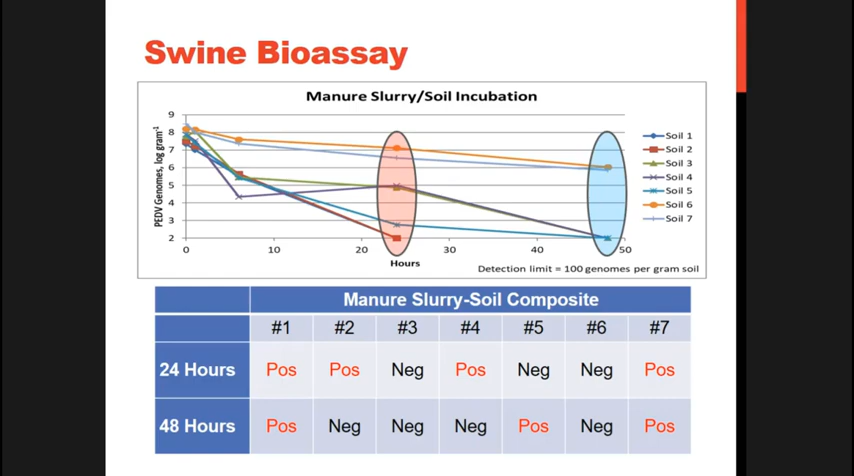 Swine Bioassay
Manure Slurry/Soil Incubation
PEDV Genomes, log gram-1
9
8
7
6
5
4
3
2
0
10
20
30
40
50
Hours
Soil 1
Soil 2
Soil 3
Soil 4
Soil 5
Soil 6
Soil 7
Detection limit = 100 genomes per gram soil
Manure Slurry-Soil Composite
#1 #2 #3 #4 #5 #6 #7
24 Hours Pos Pos Neg Pos Neg Neg Pos
48 Hours Pos Neg Neg Neg Pos Neg Pos